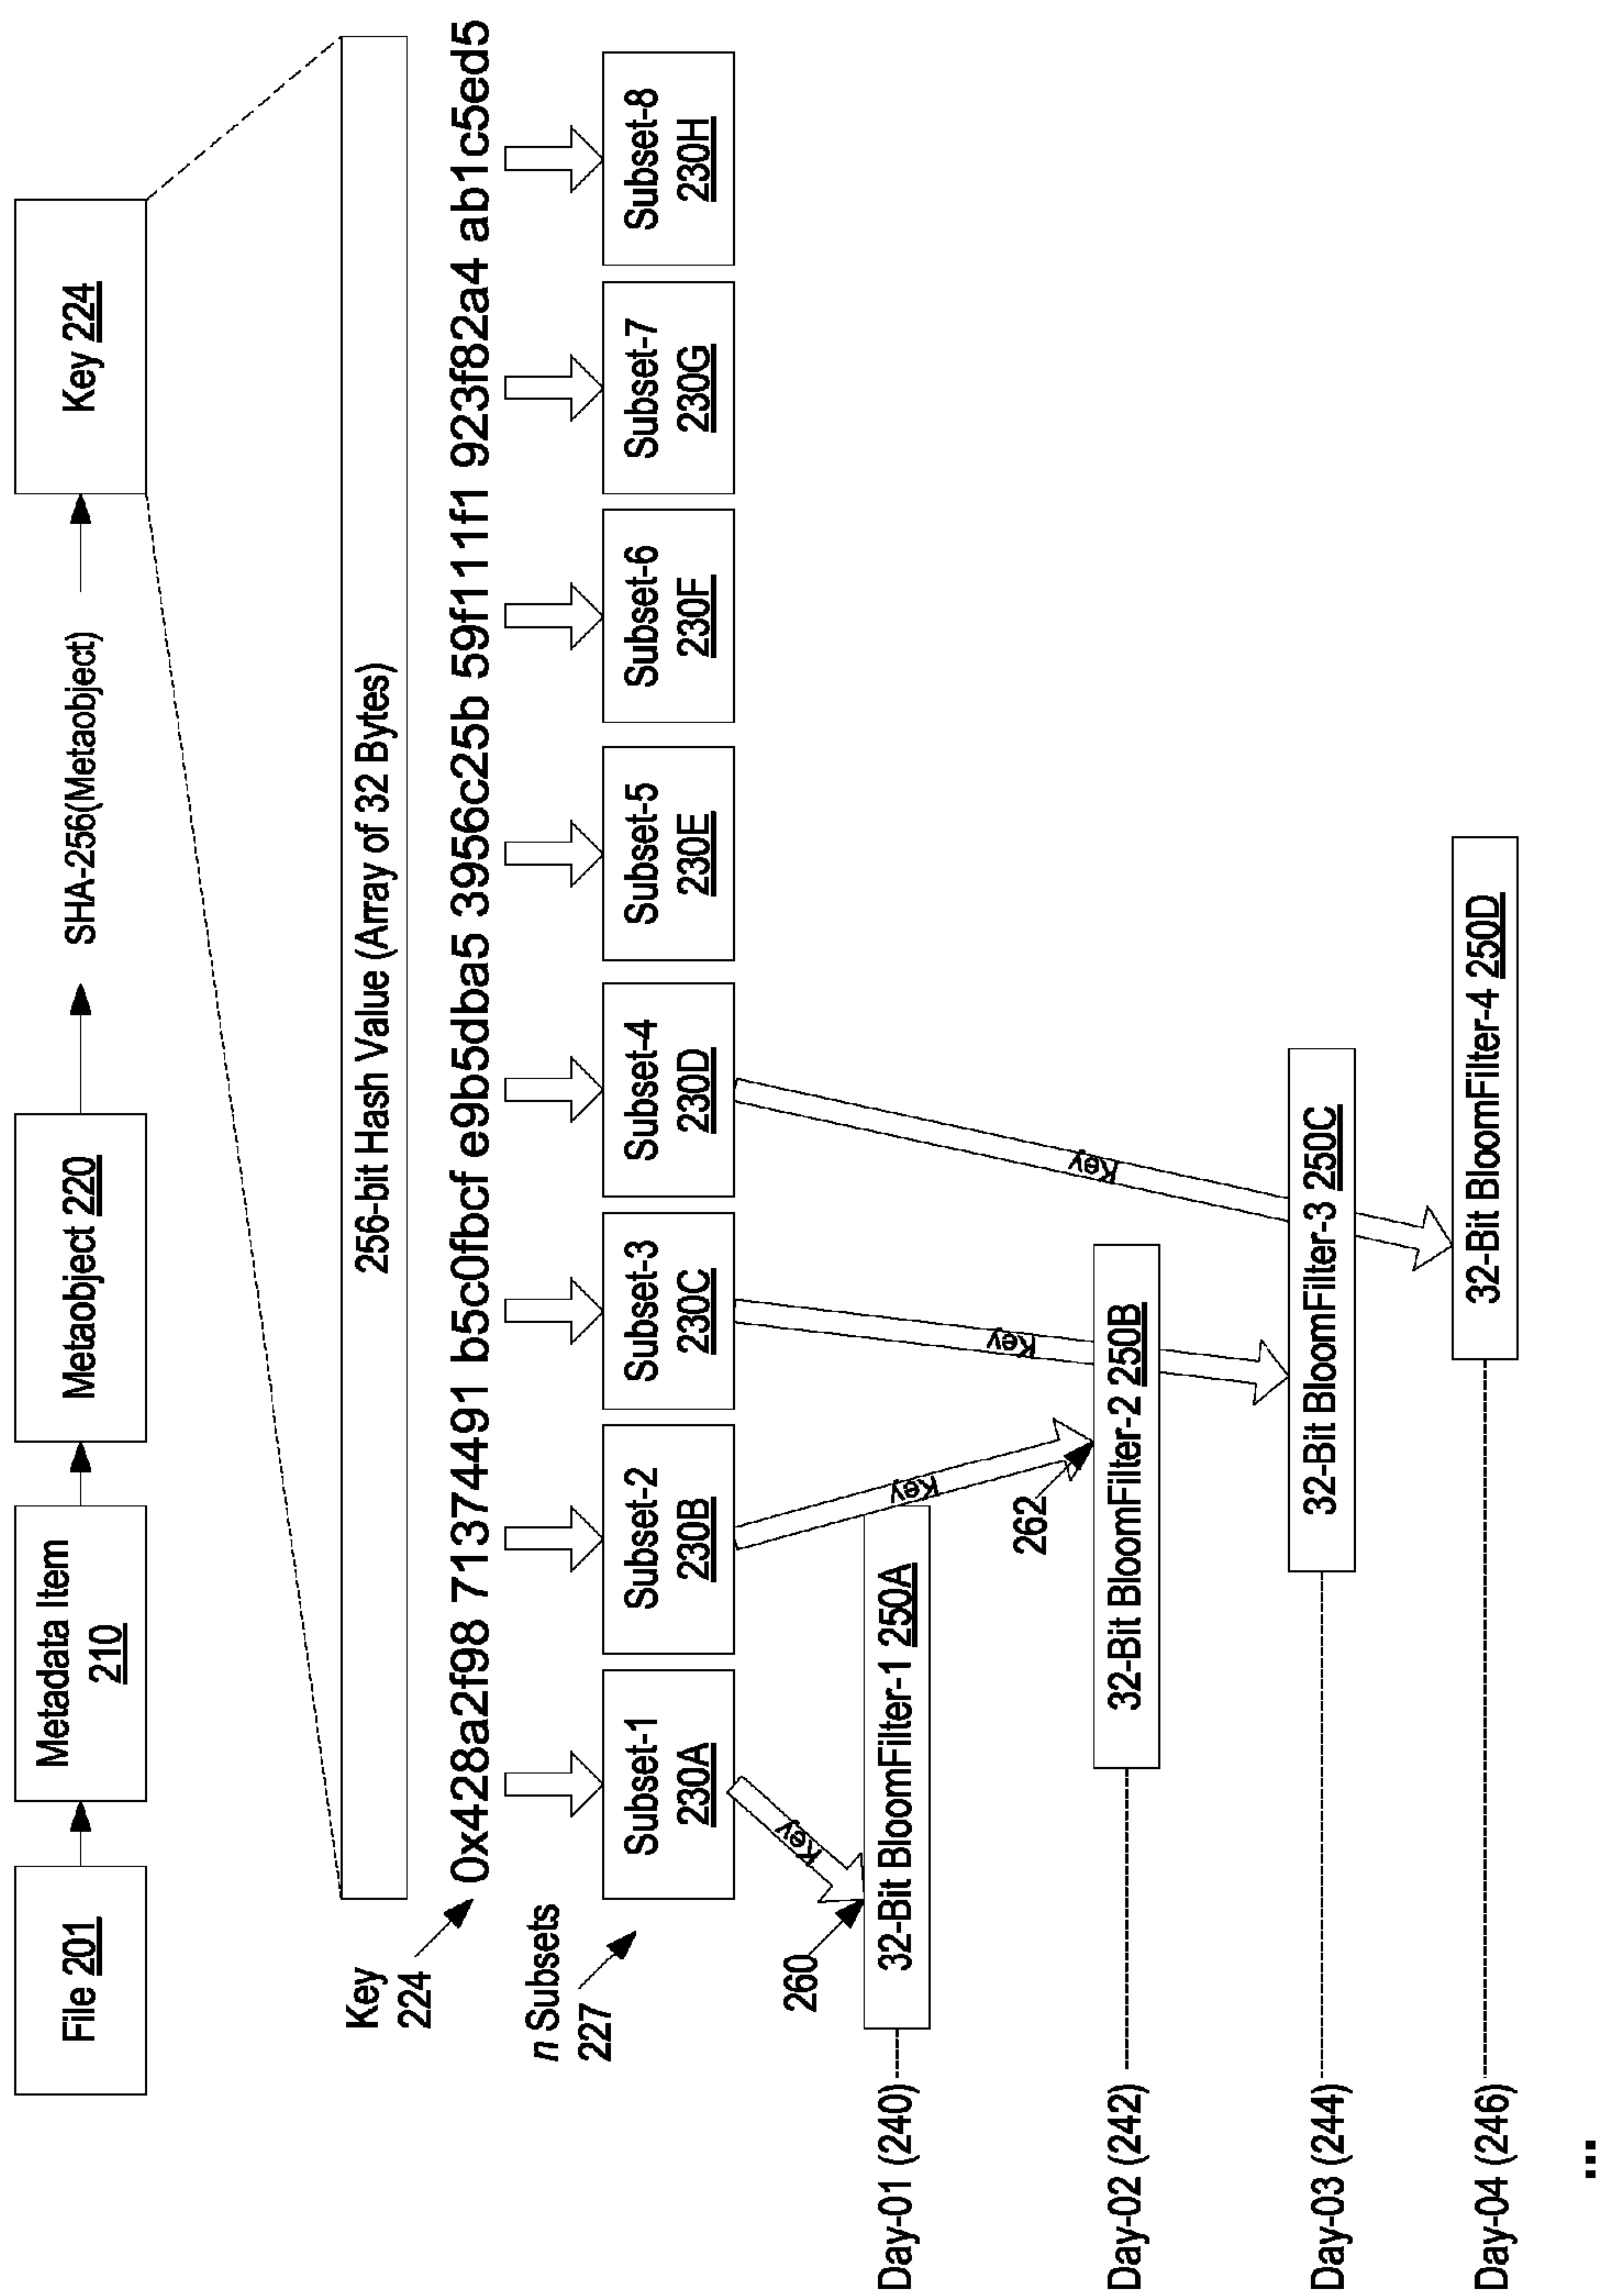 File 201
Metadata Item
210
Metaobject 220
SHA-256(Metaobject)
Key 224
256-bit Hash Value (Array of 32 Bytes)
Key
224
0x428a2f98 71374491 b5c0fbcf e9b5dba5 3956c25b 59f111f1 923f82a4 ab1c5ed5
n Subsets
227
Subset-1
230A
Subset-2
230B
Subset-3
230C
Subset-4
230D
Subset-5
230E
Subset-6
230F
Subset-7
230G
Subset-8
230H
Key
Key
Key
Key
260
262
Day-01 (240)
32-Bit BloomFilter-1 250A
Day-02 (242)
32-Bit BloomFilter-2 250B
Day-03 (244)
32-Bit BloomFilter-3 250C
Day-04 (246)
32-Bit BloomFilter-4 250D
...